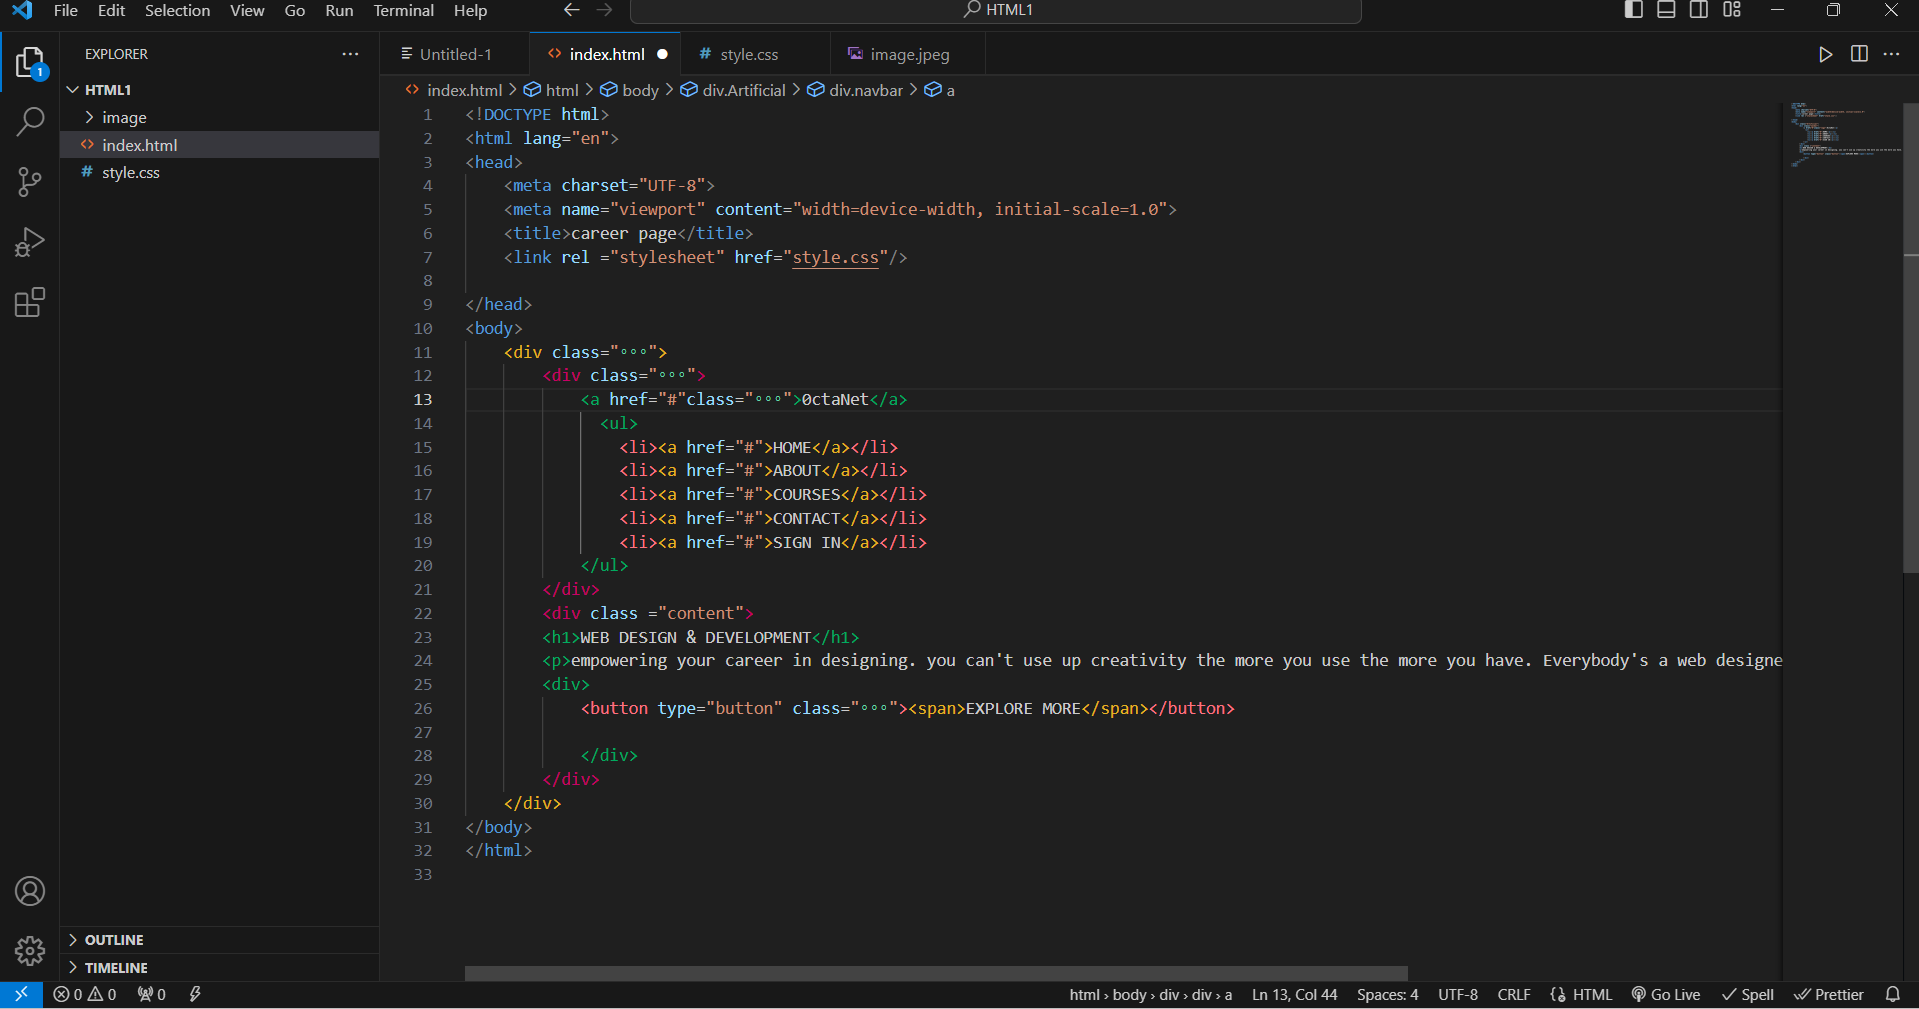 File Edit Selection View Go Run Terminal Help
HTML1
EXPLORER
HTML1
image
index.html
style.css
OUTLINE
TIMELINE
1
Untitled-1
index.html
style.css
image.jpeg
index.html > html > body > div.Artificial > div.navbar > a
1 <!DOCTYPE html>
2 <html lang="en">
3 <head>
4 <meta charset="UTF-8">
5 <meta name="viewport" content="width=device-width, initial-scale=1.0">
6 <title>career page</title>
7 <link rel ="stylesheet" href="style.css"/>
8
9 </head>
10 <body>
11 <div class="∘∘∘">
12 <div class="∘∘∘">
13 <a href="#"class="∘∘∘">0ctaNet</a>
14 <ul>
15 <li><a href="#">HOME</a></li>
16 <li><a href="#">ABOUT</a></li>
17 <li><a href="#">COURSES</a></li>
18 <li><a href="#">CONTACT</a></li>
19 <li><a href="#">SIGN IN</a></li>
20 </ul>
21 </div>
22 <div class ="content">
23 <h1>WEB DESIGN & DEVELOPMENT</h1>
24 <p>empowering your career in designing. you can't use up creativity the more you use the more you have. Everybody's a web designe
25 <div>
26 <button type="button" class="∘∘∘"><span>EXPLORE MORE</span></button>
27
28 </div>
29 </div>
30 </div>
31 </body>
32 </html>
33
0 0 0
html › body › div › div › a
Ln 13, Col 44
Spaces: 4
UTF-8
CRLF
HTML
Go Live
Spell
Prettier